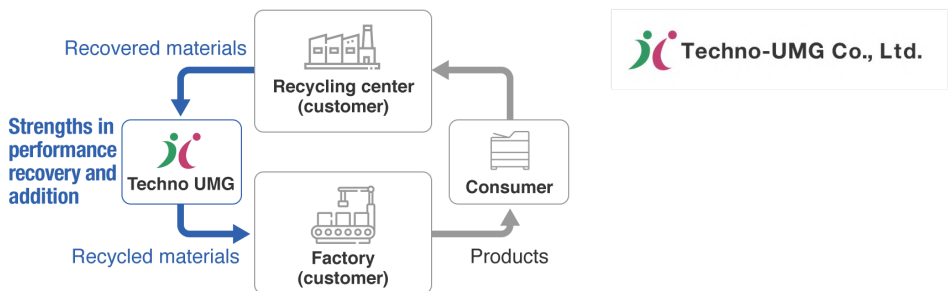 Recovered materials
Recycling center
(customer)
Techno-UMG Co., Ltd.
Strengths in
performance
recovery and
addition
Techno UMG
Consumer
Recycled materials
Factory
(customer)
Products